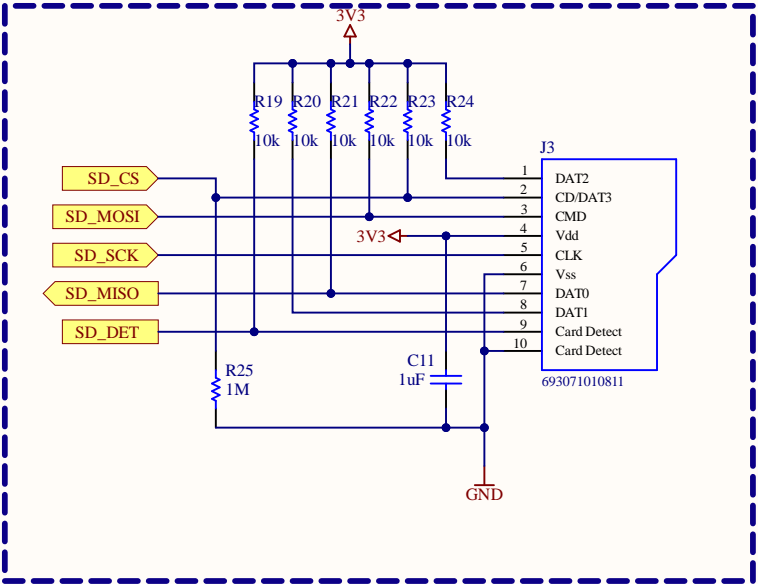 3V3
R19 R20 R21 R22 R23 R24
10k 10k 10k 10k 10k 10k
J3
SD_CS
1 DAT2
2 CD/DAT3
SD_MOSI
3 CMD
3V3
4 Vdd
SD_SCK
5 CLK
6 Vss
SD_MISO
7 DAT0
8 DAT1
SD_DET
9 Card Detect
10 Card Detect
R25
1M
C11
1uF
693071010811
GND